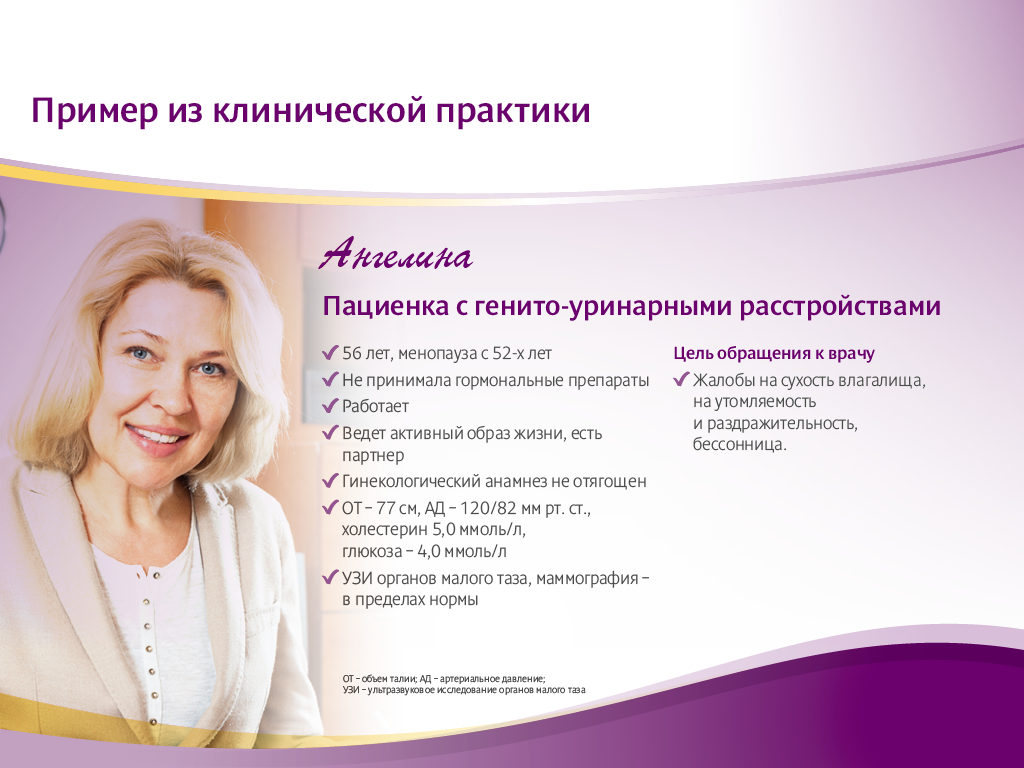 Пример из клинической практики
Ангелина
Пациенка с генито-уринарными расстройствами
56 лет, менопауза с 52-х лет
Не принимала гормональные препараты
Работает
Ведет активный образ жизни, есть
партнер
Гинекологический анамнез не отягощен
ОТ – 77 см, АД – 120/82 мм рт. ст.,
холестерин 5,0 ммоль/л,
глюкоза – 4,0 ммоль/л
УЗИ органов малого таза, маммография –
в пределах нормы
Цель обращения к врачу
Жалобы на сухость влагалища,
на утомляемость
и раздражительность,
бессонница.
ОТ – объем талии; АД – артериальное давление;
УЗИ – ультразвуковое исследование органов малого таза